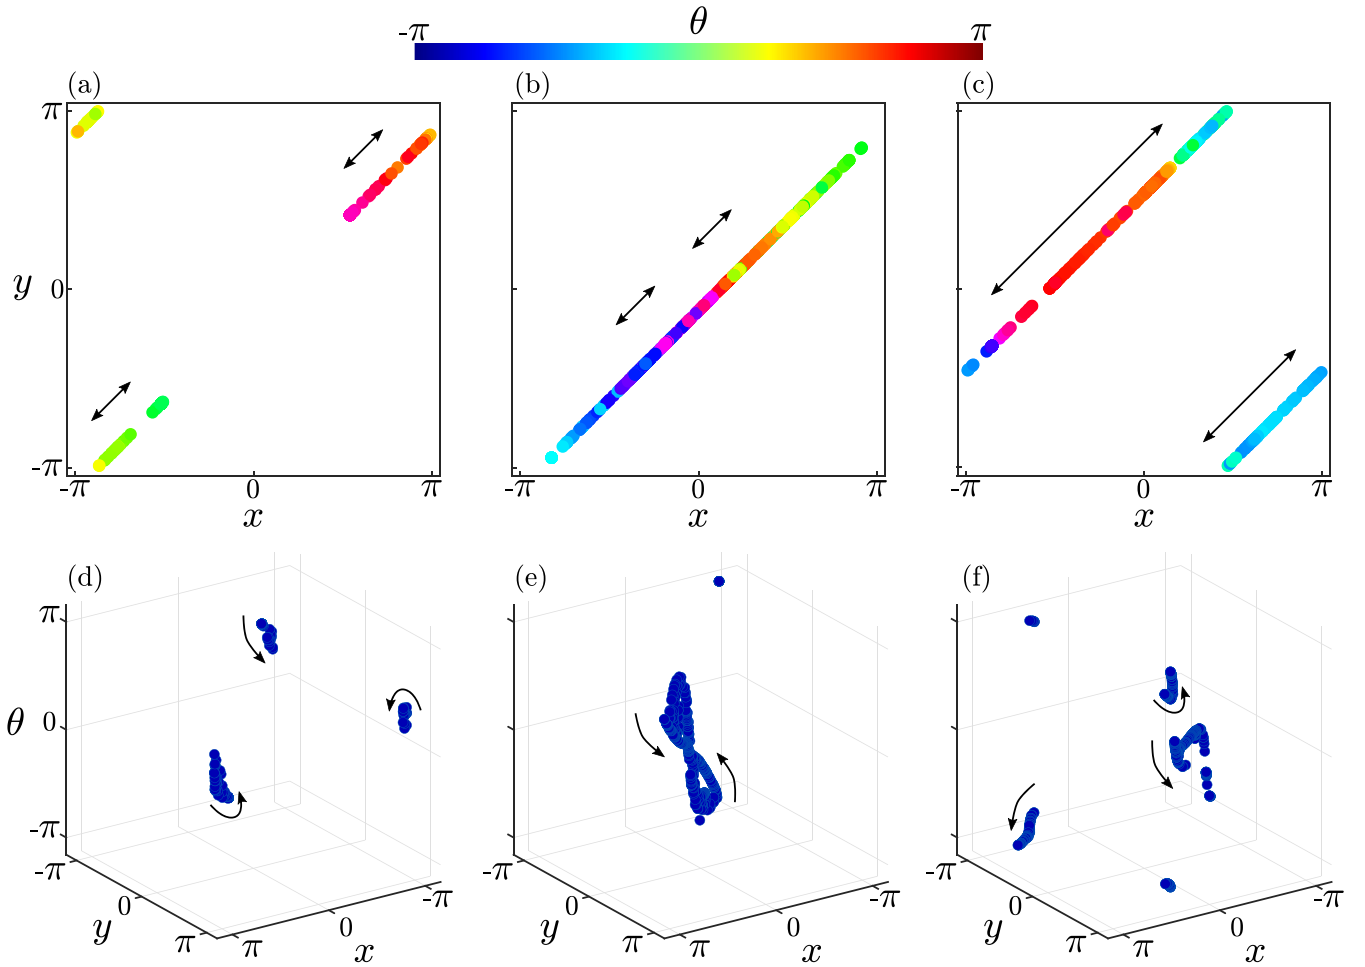 θ
-π π
(a) (b) (c)
π
y 0
-π
-π 0 π -π 0 π -π 0 π
x x x
(d) (e) (f)
π
θ 0
-π
-π -π -π -π -π -π
0 0 0 0 0 0
y π π x y π π x y π π x